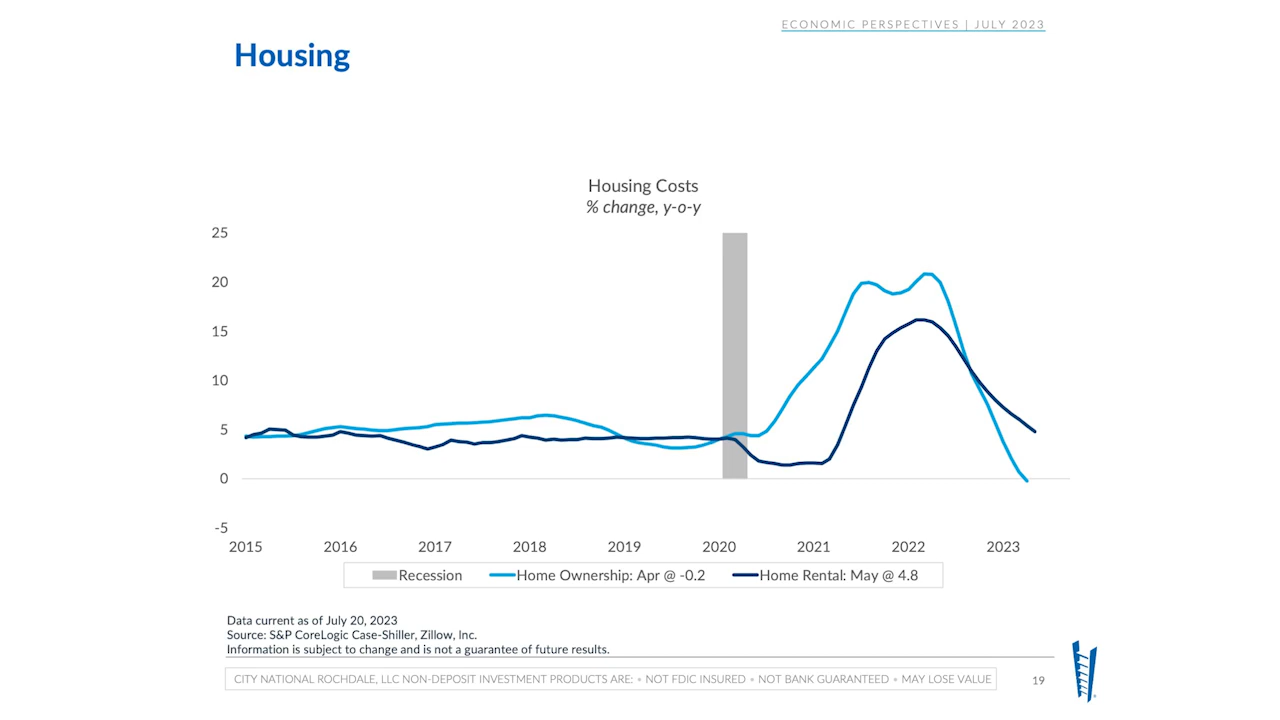 ECONOMIC PERSPECTIVES | JULY 2023
Housing
Housing Costs
% change, y-o-y
25
20
15
10
5
0
-5
2015 2016 2017 2018 2019 2020 2021 2022 2023
Recession Home Ownership: Apr @ -0.2 Home Rental: May @ 4.8
Data current as of July 20, 2023
Source: S&P CoreLogic Case-Shiller, Zillow, Inc.
Information is subject to change and is not a guarantee of future results.
CITY NATIONAL ROCHDALE, LLC NON-DEPOSIT INVESTMENT PRODUCTS ARE: • NOT FDIC INSURED • NOT BANK GUARANTEED • MAY LOSE VALUE
19